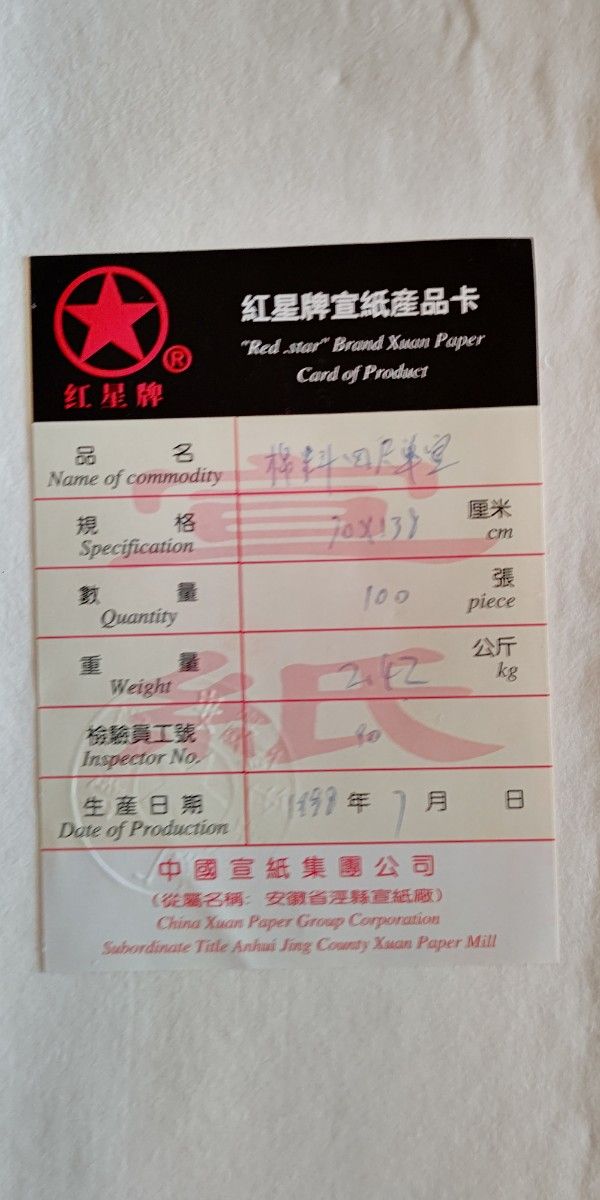 红星牌
®
紅星牌宣紙產品卡
"Red .star" Brand Xuan Paper
Card of Product
品 名 棉料四尺单宣
Name of commodity
規 格 70×138 厘米
Specification cm
數 量 100 張
Quantity piece
重 量 2.42 公斤
Weight kg
檢驗員工號
Inspector No.
生產日期 年 7 月 日
Date of Production
中國宣紙集團公司
(從屬名稱：安徽省涇縣宣紙廠)
China Xuan Paper Group Corporation
Subordinate Title Anhui Jing County Xuan Paper Mill